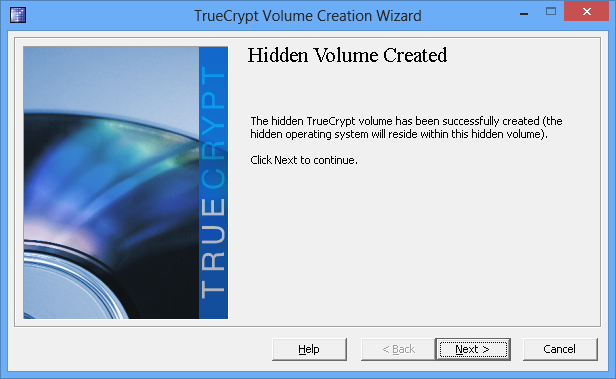 TrueCrypt Volume Creation Wizard
TRUECRYPT
Hidden Volume Created
The hidden TrueCrypt volume has been successfully created (the
hidden operating system will reside within this hidden volume).
Click Next to continue.
Help
< Back
Next >
Cancel